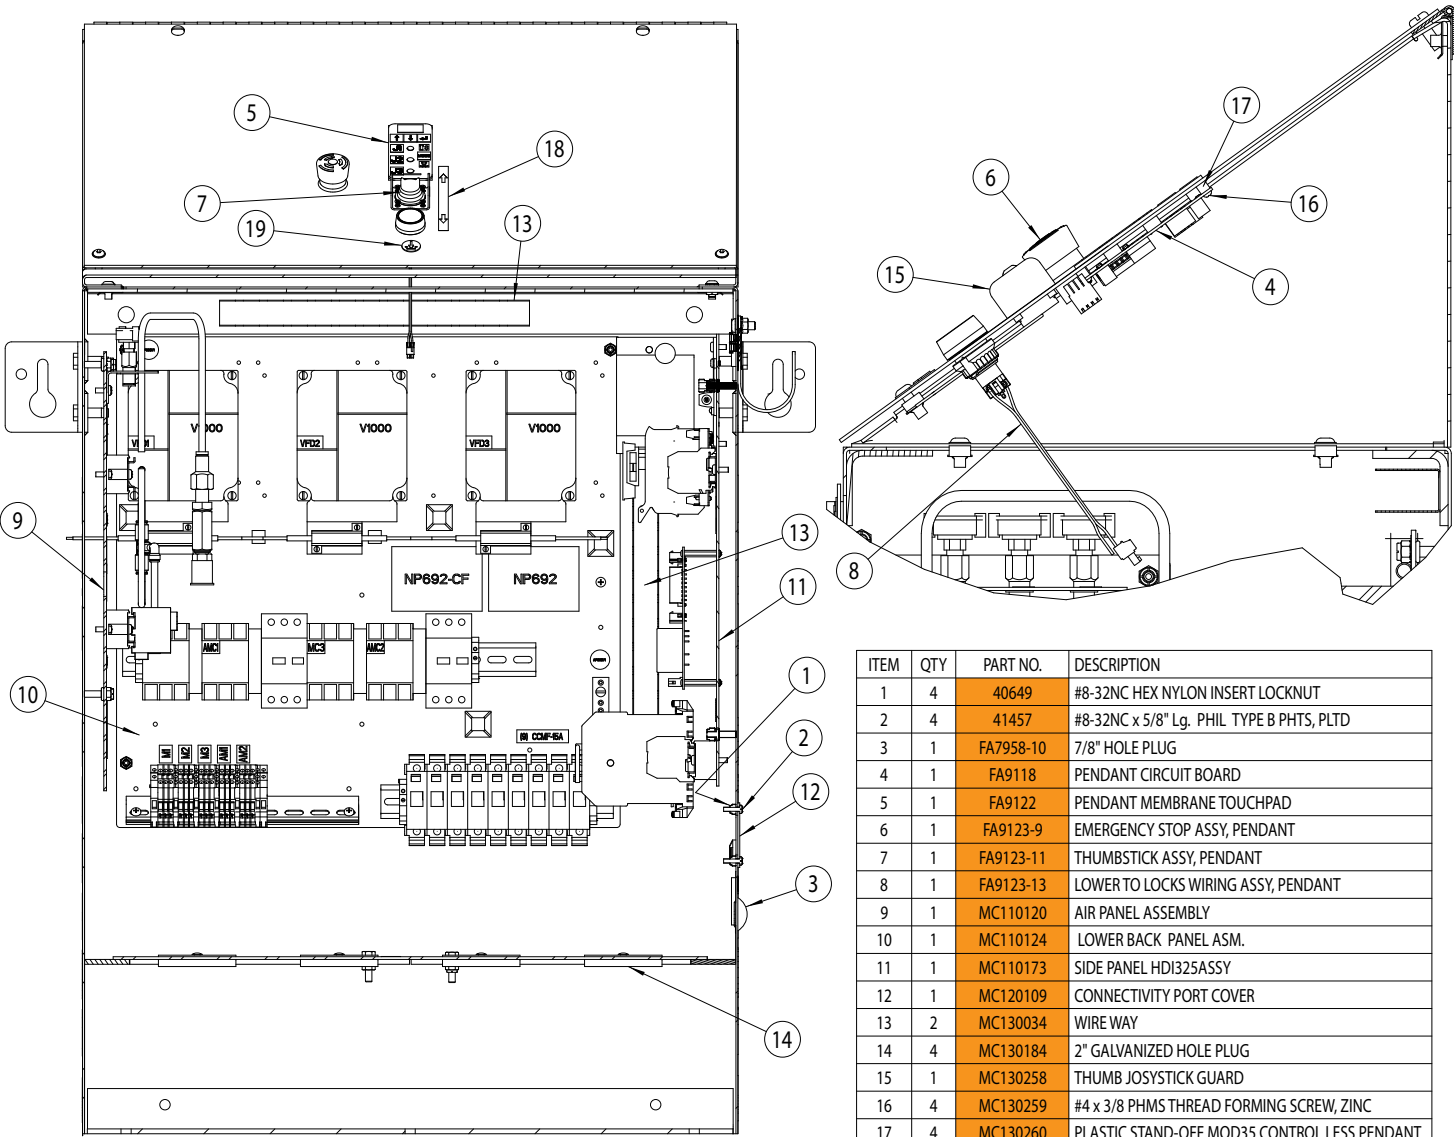 5
18
7
19
13
17
6
16
15
4
8
9
V1000
V1000
V1000
VFD1
VFD2
VFD3
NP692-CF
NP692
13
11
AMC1
MC3
AMC2
1
10
2
(9) CCMF-15A
M1
M2
M3
AM1
AM2
12
3
14
ITEM QTY PART NO. DESCRIPTION
1 4 40649 #8-32NC HEX NYLON INSERT LOCKNUT
2 4 41457 #8-32NC x 5/8" Lg. PHIL TYPE B PHTS, PLTD
3 1 FA7958-10 7/8" HOLE PLUG
4 1 FA9118 PENDANT CIRCUIT BOARD
5 1 FA9122 PENDANT MEMBRANE TOUCHPAD
6 1 FA9123-9 EMERGENCY STOP ASSY, PENDANT
7 1 FA9123-11 THUMBSTICK ASSY, PENDANT
8 1 FA9123-13 LOWER TO LOCKS WIRING ASSY, PENDANT
9 1 MC110120 AIR PANEL ASSEMBLY
10 1 MC110124 LOWER BACK PANEL ASM.
11 1 MC110173 SIDE PANEL HDI325ASSY
12 1 MC120109 CONNECTIVITY PORT COVER
13 2 MC130034 WIRE WAY
14 4 MC130184 2" GALVANIZED HOLE PLUG
15 1 MC130258 THUMB JOSYSTICK GUARD
16 4 MC130259 #4 x 3/8 PHMS THREAD FORMING SCREW, ZINC
17 4 MC130260 PLASTIC STAND-OFF MOD35 CONTROL LESS PENDANT